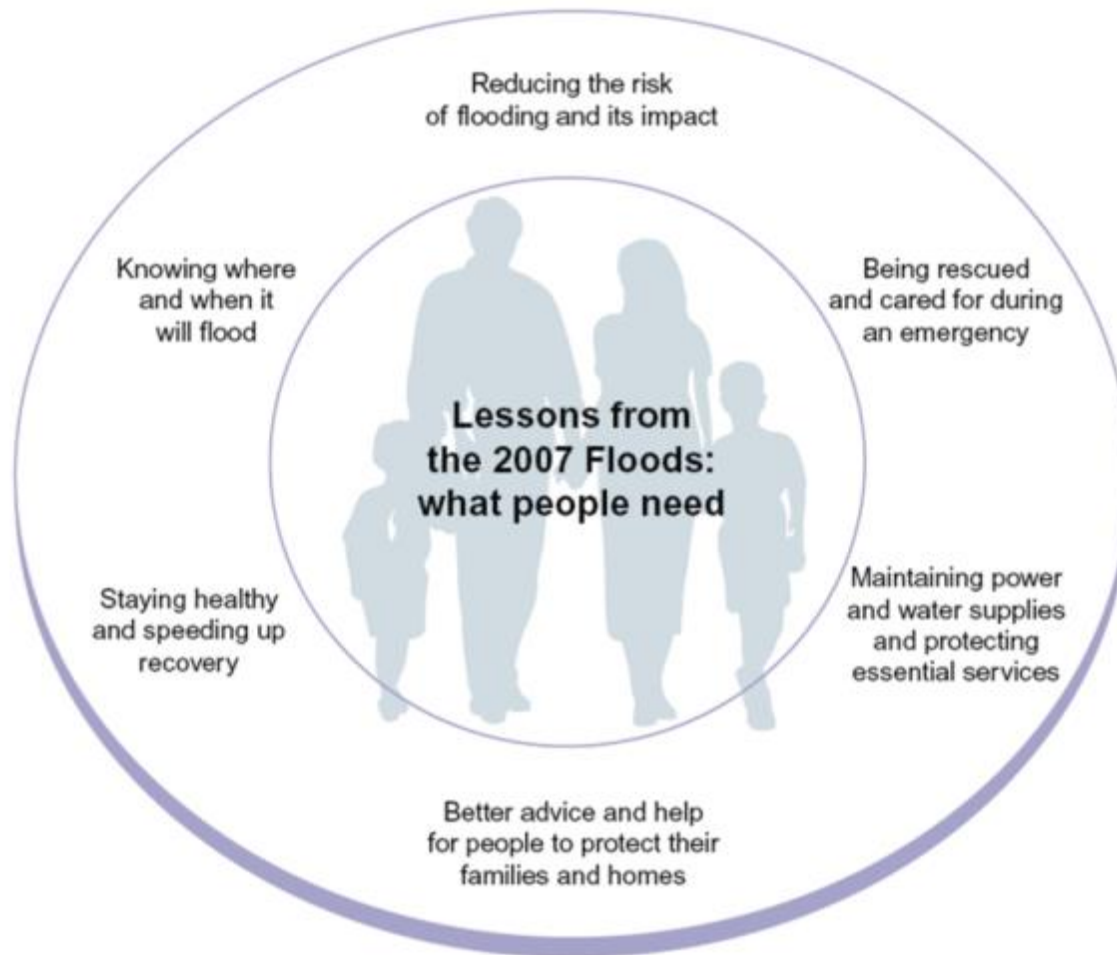 Reducing the risk
of flooding and its impact
Knowing where
and when it
will flood
Being rescued
and cared for during
an emergency
Lessons from
the 2007 Floods:
what people need
Staying healthy
and speeding up
recovery
Maintaining power
and water supplies
and protecting
essential services
Better advice and help
for people to protect their
families and homes